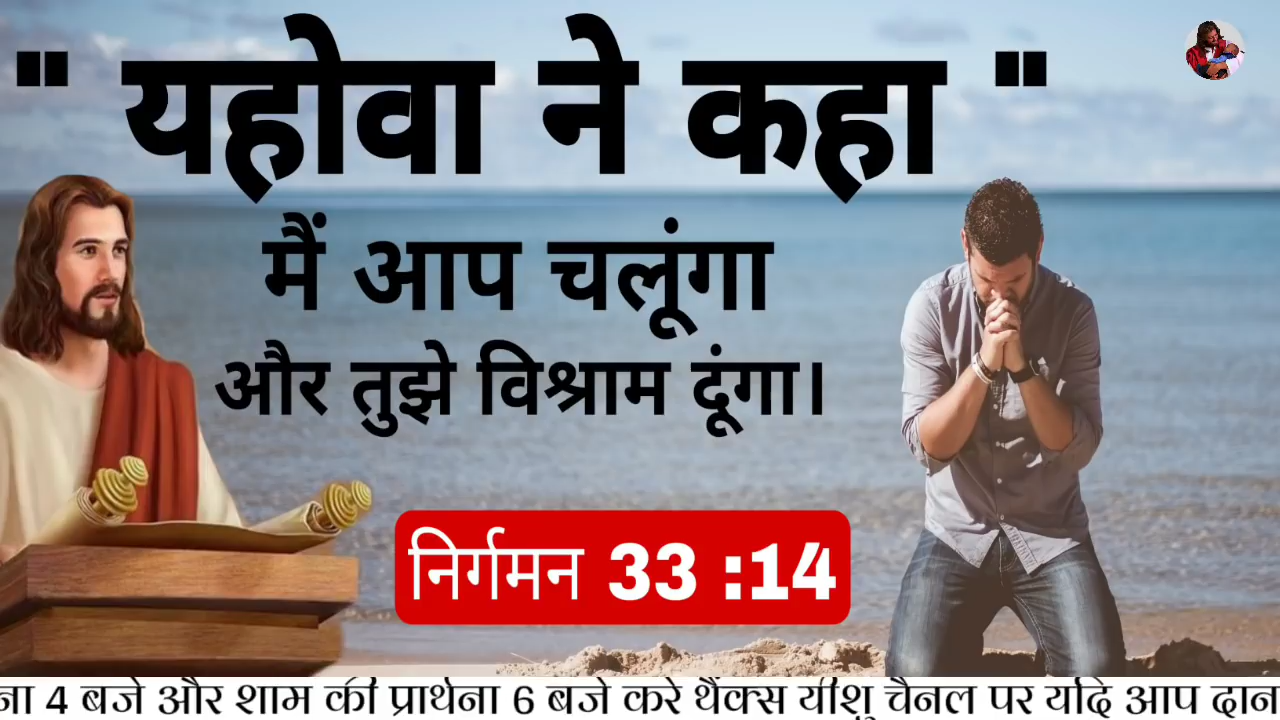 " यहोवा ने कहा "
मैं आप चलूंगा
और तुझे विश्राम दूंगा।
निर्गमन 33 :14
ना 4 बजे और शाम की प्रार्थना 6 बजे करे थैंक्स यीशु चैनल पर यदि आप दान